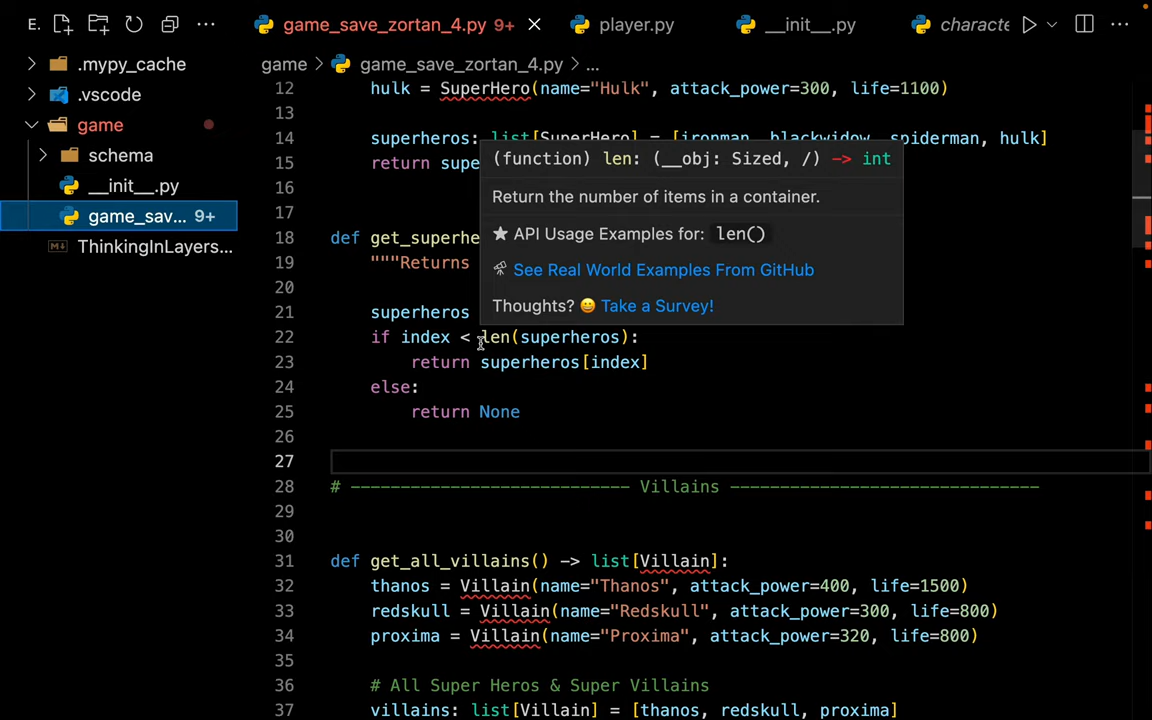 E.
game_save_zortan_4.py 9+
player.py
__init__.py
characte
.mypy_cache
.vscode
game
schema
__init__.py
game_sav... 9+
ThinkingInLayers...
game > game_save_zortan_4.py > ...
12 hulk = SuperHero(name="Hulk", attack_power=300, life=1100)
13
14 superheros: list[SuperHero] = [ironman, blackwidow, spiderman, hulk]
15 return supe
16
17
18 def get_superhe
19 """Returns
20
21 superheros
22 if index < len(superheros):
23 return superheros[index]
24 else:
25 return None
26
27
28 # ---------------------------- Villains -------------------------------
29
30
31 def get_all_villains() -> list[Villain]:
32 thanos = Villain(name="Thanos", attack_power=400, life=1500)
33 redskull = Villain(name="Redskull", attack_power=300, life=800)
34 proxima = Villain(name="Proxima", attack_power=320, life=800)
35
36 # All Super Heros & Super Villains
37 villains: list[Villain] = [thanos, redskull, proxima]
(function) len: (__obj: Sized, /) -> int
Return the number of items in a container.
★ API Usage Examples for: len()
See Real World Examples From GitHub
Thoughts? 😄 Take a Survey!